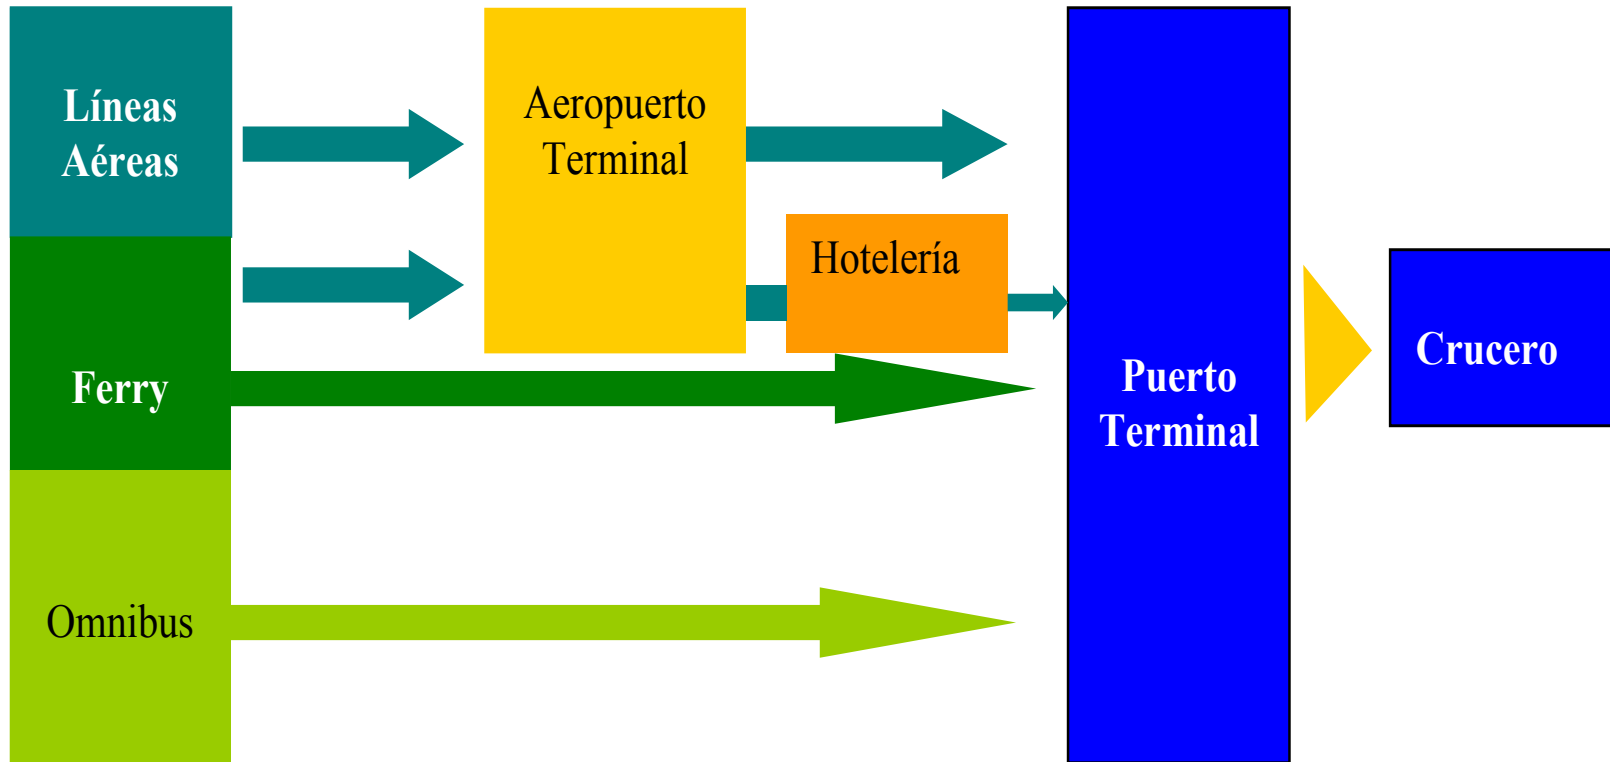 Líneas
Aéreas
Aeropuerto
Terminal
Hotelería
Ferry
Omnibus
Puerto
Terminal
Crucero